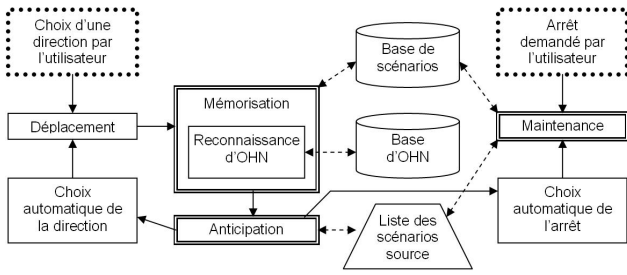 Choix d'une
direction par
l'utilisateur
Base de
scénarios
Arrêt
demandé par
l'utilisateur
Déplacement
Mémorisation
Reconnaissance
d'OHN
Base
d'OHN
Maintenance
Choix
automatique de
la direction
Anticipation
Liste des
scénarios
source
Choix
automatique de
l'arrêt